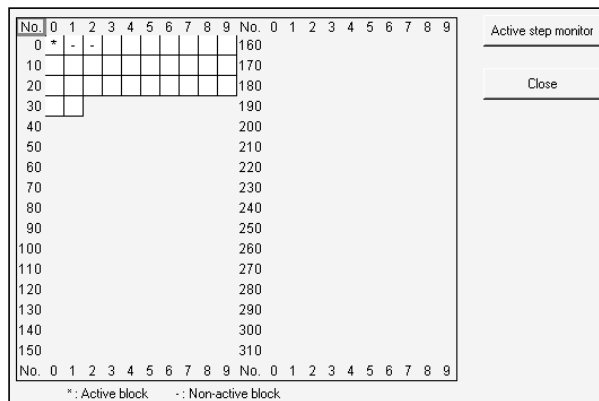 No. 0 1 2 3 4 5 6 7 8 9 No. 0 1 2 3 4 5 6 7 8 9
0 * - - 160
10 170
20 180
30 190
40 200
50 210
60 220
70 230
80 240
90 250
100 260
110 270
120 280
130 290
140 300
150 310
No. 0 1 2 3 4 5 6 7 8 9 No. 0 1 2 3 4 5 6 7 8 9
* : Active block - : Non-active block
Active step monitor
Close